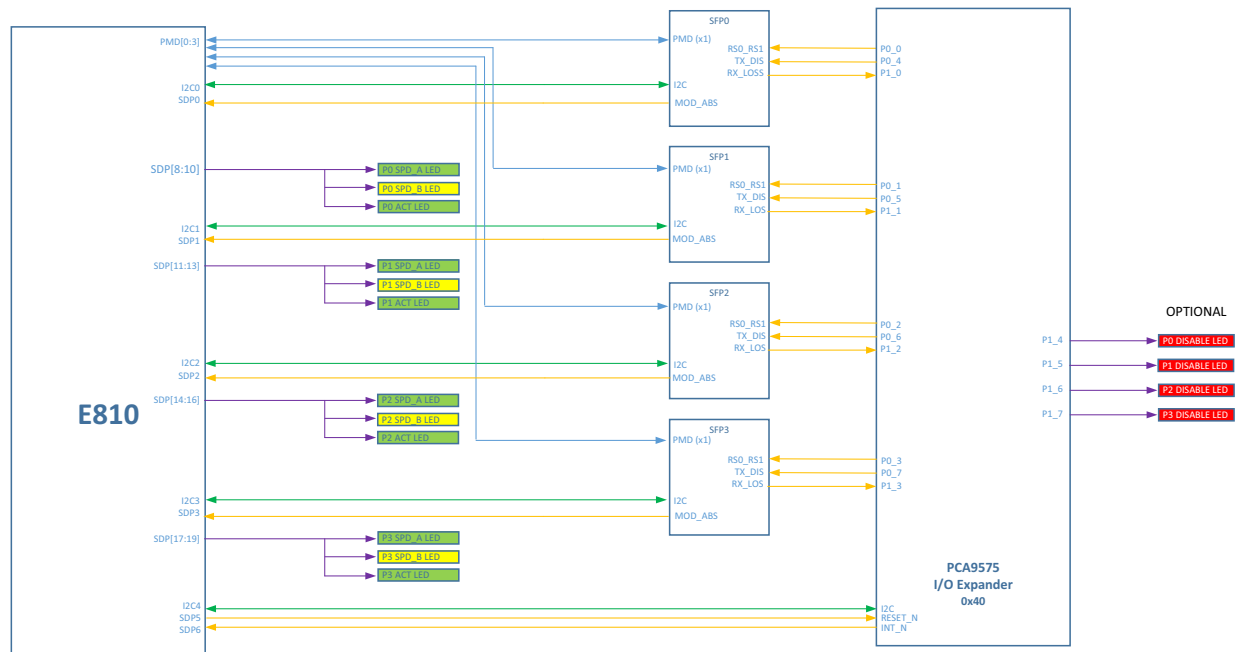 SFP0
PMD[0:3]
PMD (x1)
RS0_RS1
P0_0
TX_DIS
P0_4
RX_LOSS
P1_0
I2C0
I2C
SDP0
MOD_ABS
SFP1
SDP[8:10]
P0 SPD_A LED
PMD (x1)
P0 SPD_B LED
RS0_RS1
P0_1
TX_DIS
P0_5
P0 ACT LED
RX_LOS
P1_1
I2C1
I2C
SDP1
MOD_ABS
SDP[11:13]
P1 SPD_A LED
P1 SPD_B LED
P1 ACT LED
SFP2
PMD (x1)
OPTIONAL
RS0_RS1
P0_2
TX_DIS
P0_6
RX_LOS
P1_2
P1_4
P0 DISABLE LED
I2C2
I2C
P1_5
P1 DISABLE LED
SDP2
MOD_ABS
P1_6
P2 DISABLE LED
SDP[14:16]
P2 SPD_A LED
E810
P2 SPD_B LED
P1_7
P3 DISABLE LED
P2 ACT LED
SFP3
PMD (x1)
RS0_RS1
P0_3
TX_DIS
P0_7
RX_LOS
P1_3
I2C3
I2C
SDP3
MOD_ABS
SDP[17:19]
P3 SPD_A LED
P3 SPD_B LED
P3 ACT LED
PCA9575
I/O Expander
0x40
I2C4
I2C
SDP5
RESET_N
SDP6
INT_N